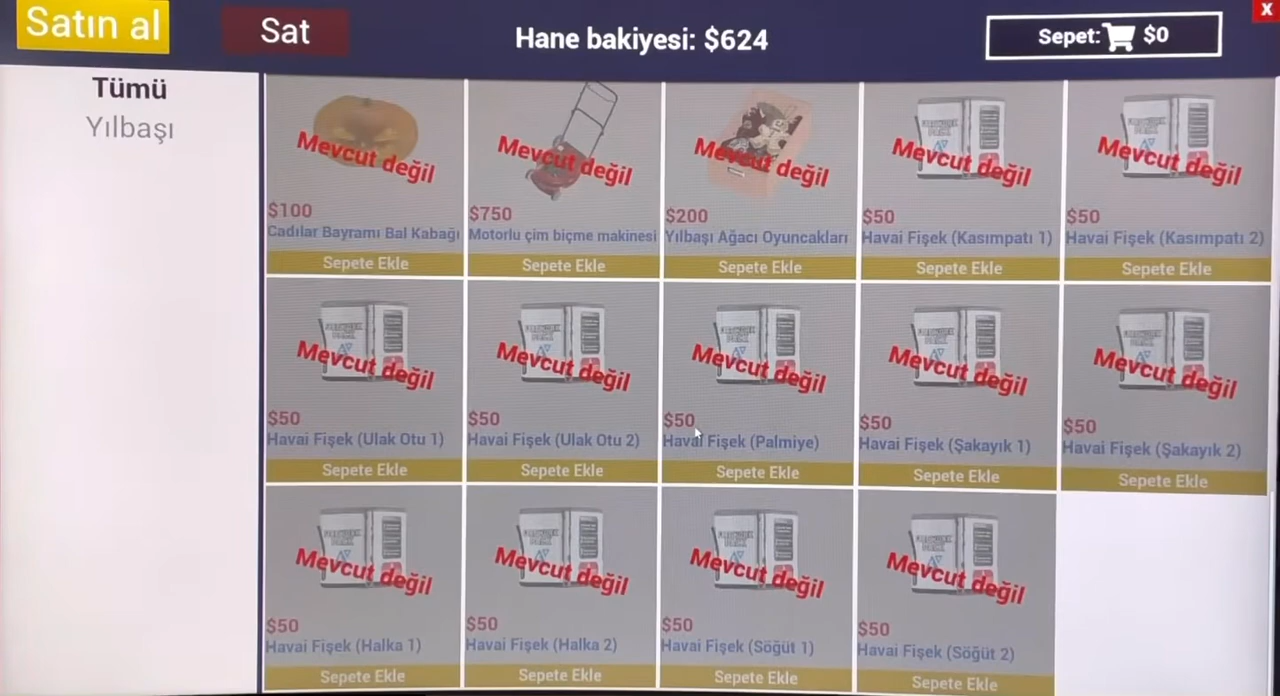 Satın al
Sat
Hane bakiyesi: $624
Sepet: $0
X
Tümü
Yılbaşı
Mevcut değil
Mevcut değil
Mevcut değil
Mevcut değil
Mevcut değil
$100
$750
$200
$50
$50
Cadılar Bayramı Bal Kabağı
Motorlu çim biçme makinesi
Yılbaşı Ağacı Oyuncakları
Havai Fişek (Kasımpatı 1)
Havai Fişek (Kasımpatı 2)
Sepete Ekle
Sepete Ekle
Sepete Ekle
Sepete Ekle
Sepete Ekle
Mevcut değil
Mevcut değil
Mevcut değil
Mevcut değil
Mevcut değil
$50
$50
$50
$50
$50
Havai Fişek (Ulak Otu 1)
Havai Fişek (Ulak Otu 2)
Havai Fişek (Palmiye)
Havai Fişek (Şakayık 1)
Havai Fişek (Şakayık 2)
Sepete Ekle
Sepete Ekle
Sepete Ekle
Sepete Ekle
Sepete Ekle
Mevcut değil
Mevcut değil
Mevcut değil
Mevcut değil
$50
$50
$50
$50
Havai Fişek (Halka 1)
Havai Fişek (Halka 2)
Havai Fişek (Söğüt 1)
Havai Fişek (Söğüt 2)
Sepete Ekle
Sepete Ekle
Sepete Ekle
Sepete Ekle